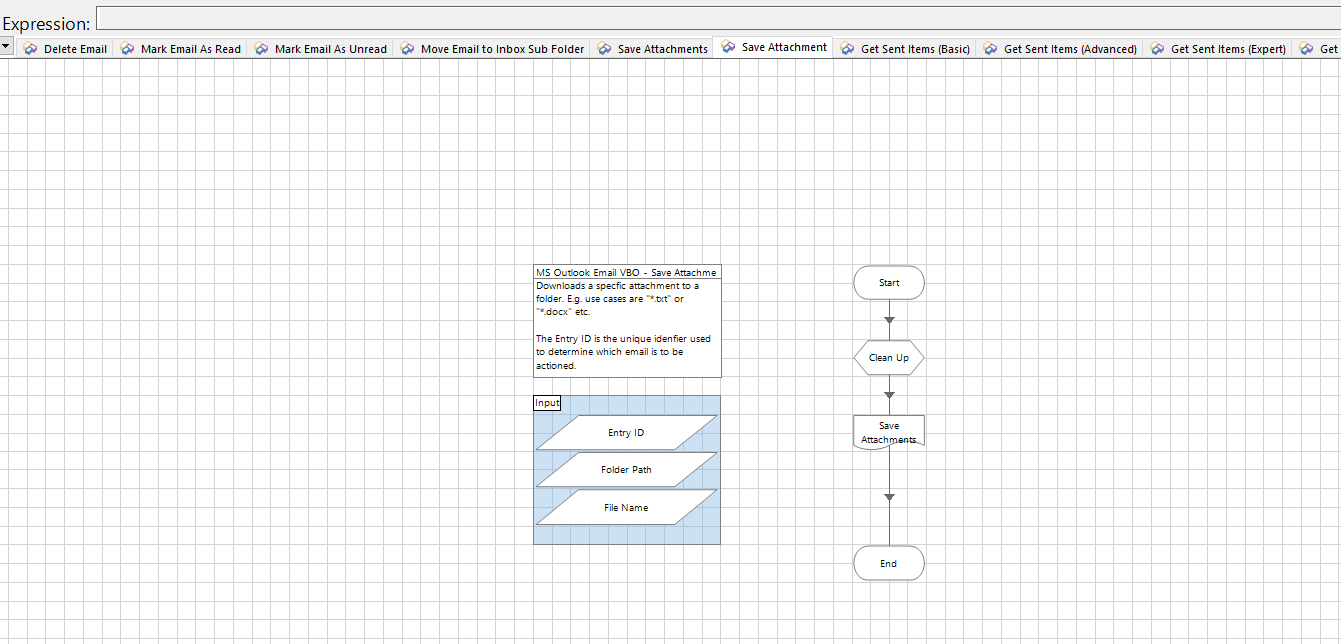 Expression:
Delete Email
Mark Email As Read
Mark Email As Unread
Move Email to Inbox Sub Folder
Save Attachments
Save Attachment
Get Sent Items (Basic)
Get Sent Items (Advanced)
Get Sent Items (Expert)
Get
MS Outlook Email VBO - Save Attachme
Downloads a specfic attachment to a
folder. E.g. use cases are "*.txt" or
"*.docx" etc.
The Entry ID is the unique idenfier used
to determine which email is to be
actioned.
Input
Entry ID
Folder Path
File Name
Start
Clean Up
Save
Attachments
End